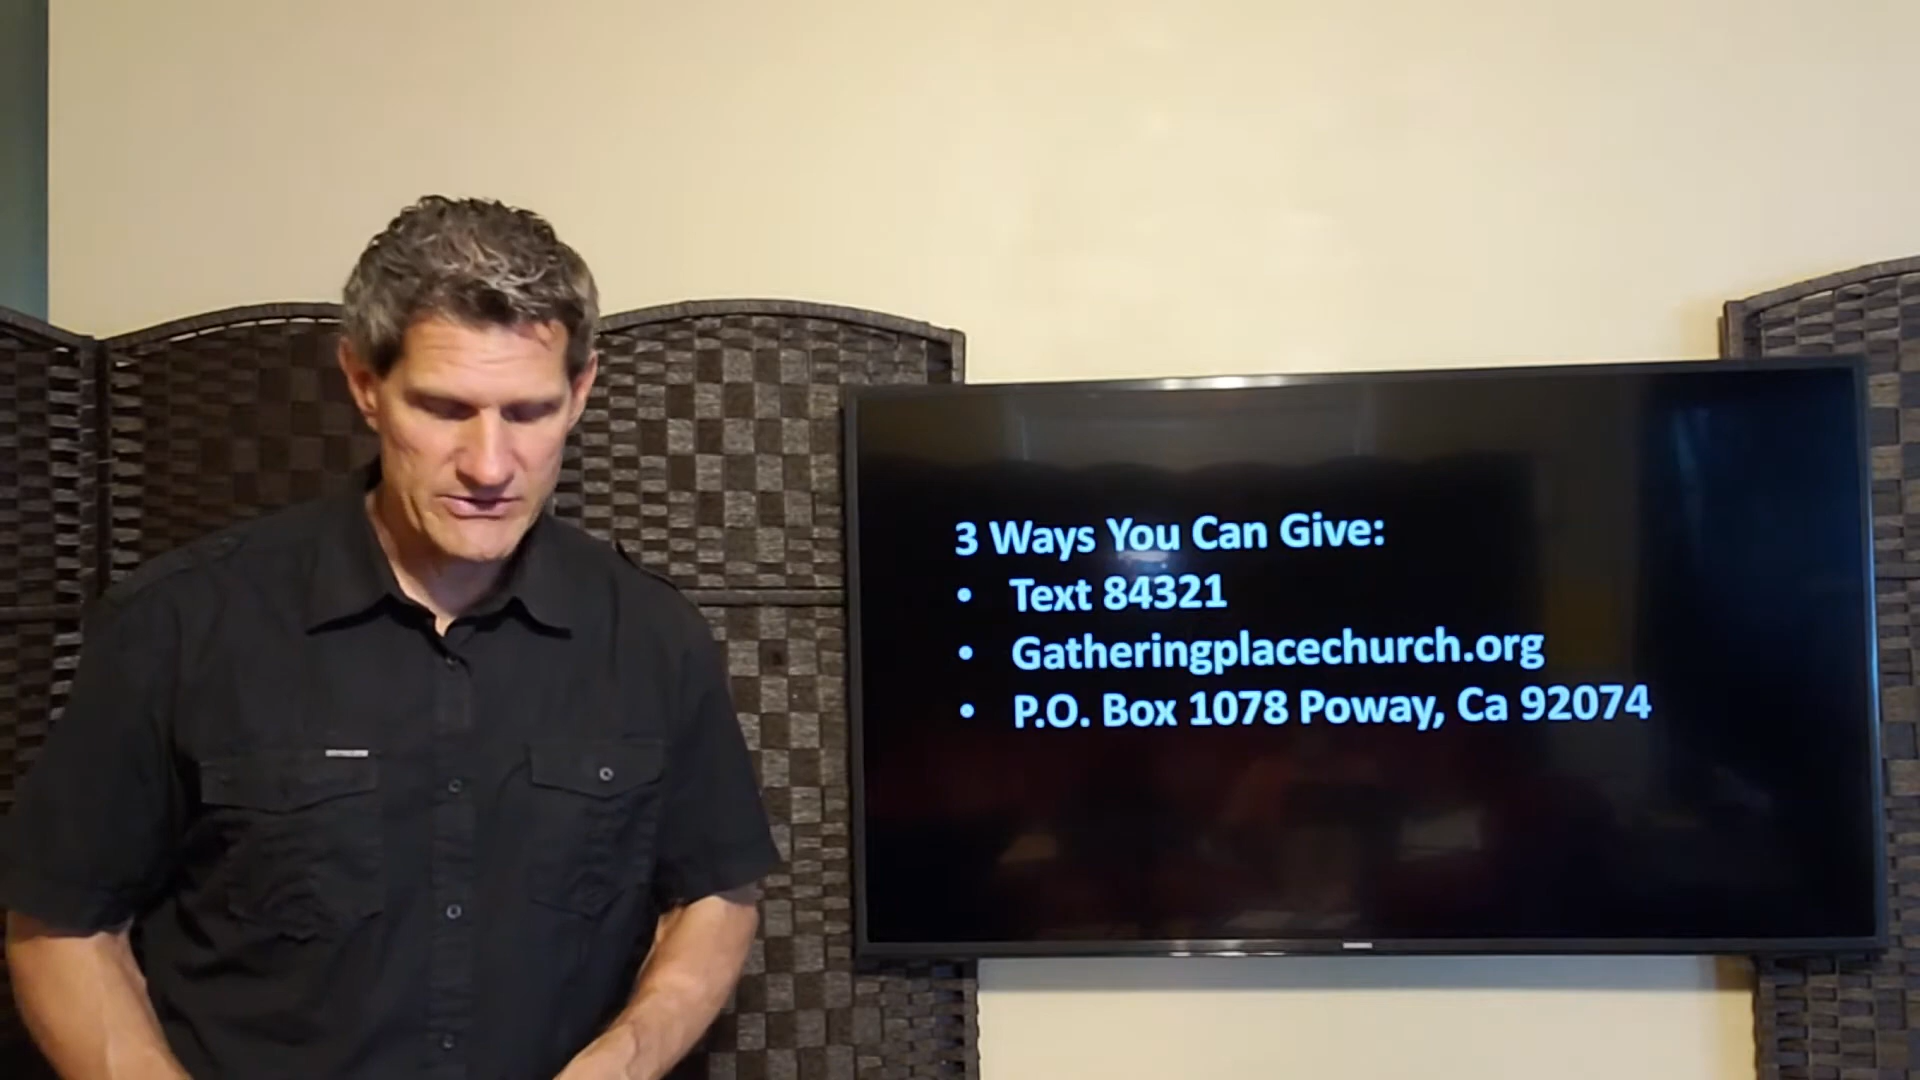 3 Ways You Can Give:
• Text 84321
• Gatheringplacechurch.org
• P.O. Box 1078 Poway, Ca 92074